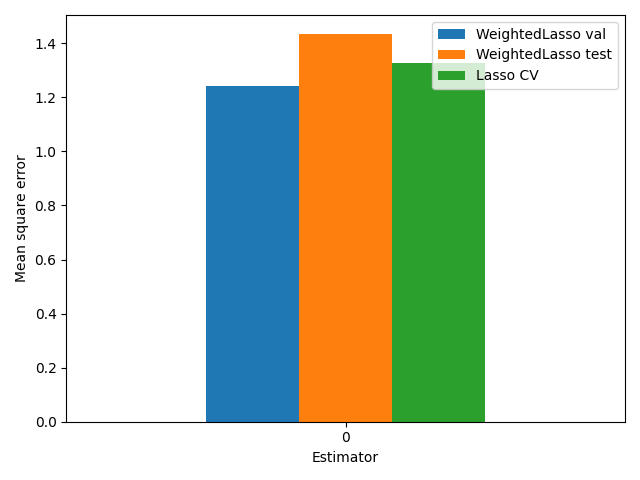 WeightedLasso val
WeightedLasso test
Lasso CV
1.4
1.2
1.0
0.8
0.6
0.4
0.2
0.0
Mean square error
0
Estimator